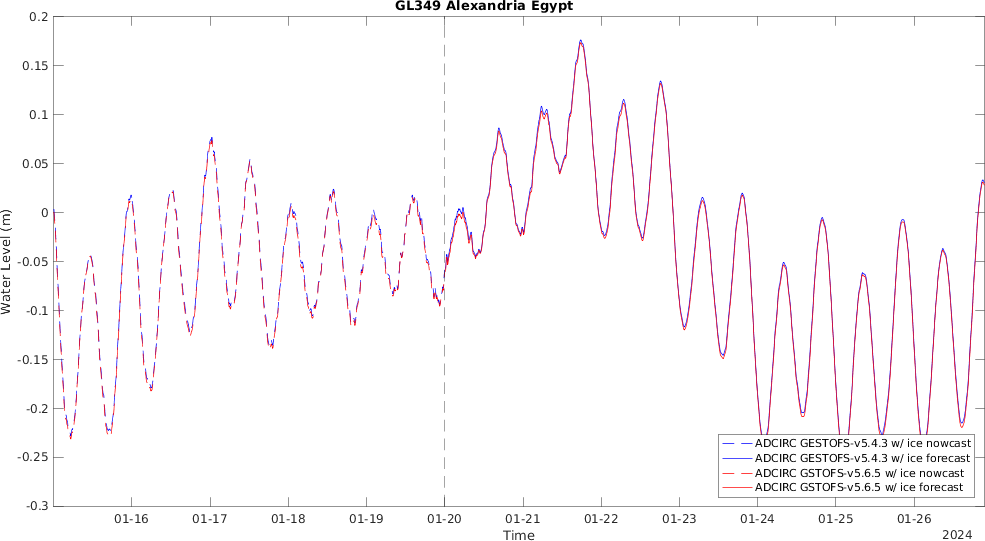 GL349 Alexandria Egypt
0.2
0.15
0.1
0.05
0
-0.05
-0.1
-0.15
-0.2
-0.25
-0.3
Water Level (m)
ADCIRC GESTOFS-v5.4.3 w/ ice nowcast
ADCIRC GESTOFS-v5.4.3 w/ ice forecast
ADCIRC GSTOFS-v5.6.5 w/ ice nowcast
ADCIRC GSTOFS-v5.6.5 w/ ice forecast
01-16 01-17 01-18 01-19 01-20 01-21 01-22 01-23 01-24 01-25 01-26
Time
2024